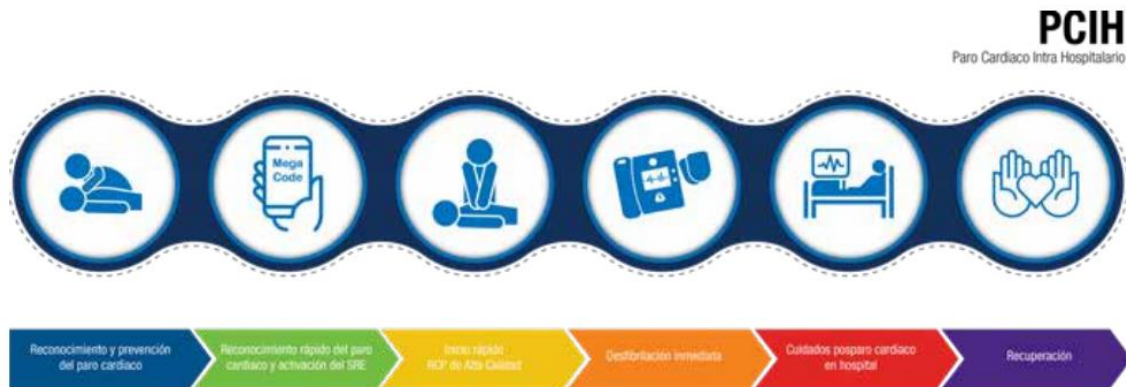 PCIH
Paro Cardiaco Intra Hospitalario
Mega
Code
Reconocimiento y prevención
del paro cardiaco
Reconocimiento rápido del paro
cardiaco y activación del SRE
Inicio rápido
RCP de Alta Calidad
Desfibrilación inmediata
Cuidados posparo cardiaco
en hospital
Recuperación